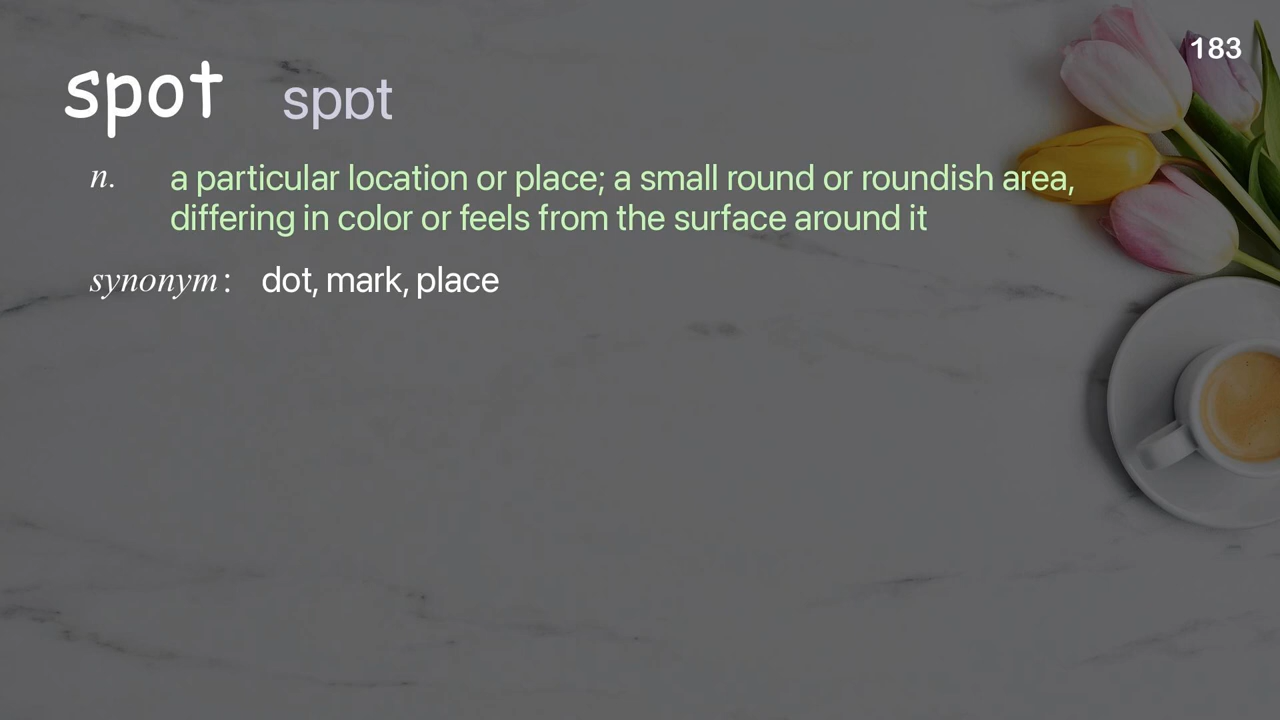 183
spot spɒt
n. a particular location or place; a small round or roundish area,
differing in color or feels from the surface around it
synonym: dot, mark, place